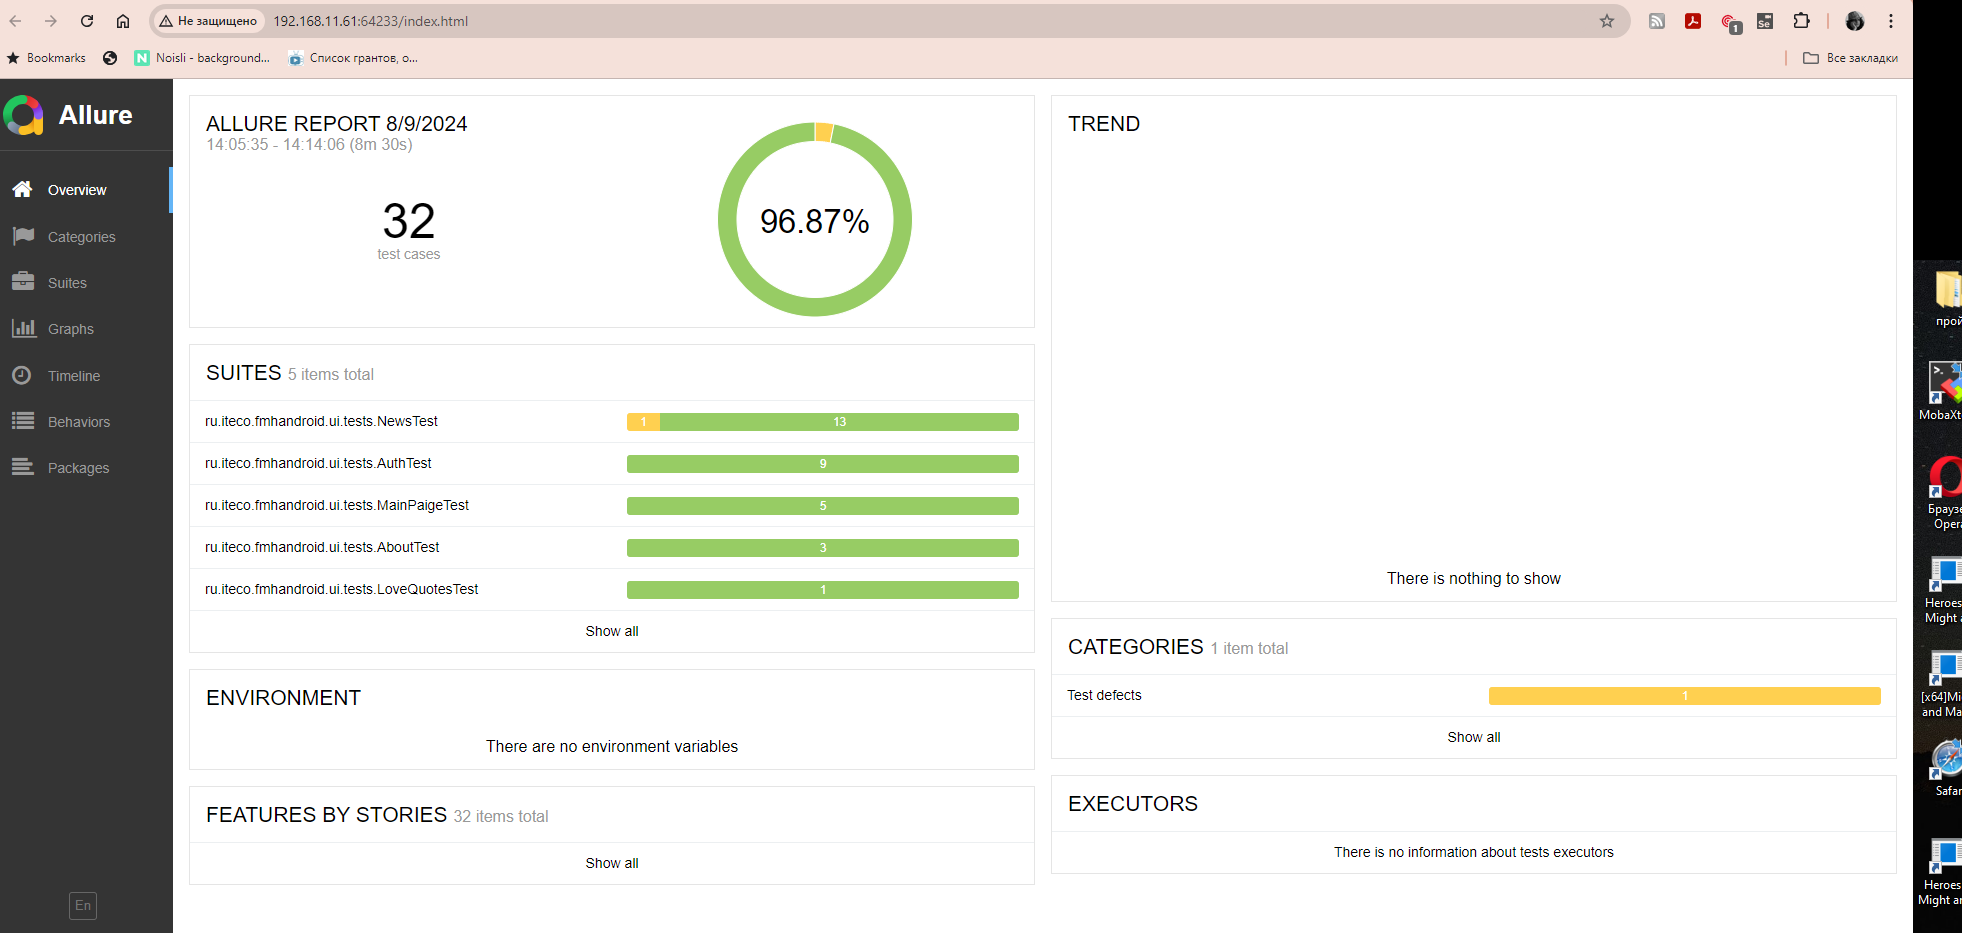 Не защищено
192.168.11.61:64233/index.html
1
Se
Bookmarks
N
Noisli - background...
Список грантов, о...
Все закладки
Allure
Overview
Categories
Suites
Graphs
Timeline
Behaviors
Packages
En
ALLURE REPORT 8/9/2024
14:05:35 - 14:14:06 (8m 30s)
32
test cases
96.87%
SUITES 5 items total
ru.iteco.fmhandroid.ui.tests.NewsTest
1
13
ru.iteco.fmhandroid.ui.tests.AuthTest
9
ru.iteco.fmhandroid.ui.tests.MainPaigeTest
5
ru.iteco.fmhandroid.ui.tests.AboutTest
3
ru.iteco.fmhandroid.ui.tests.LoveQuotesTest
1
Show all
ENVIRONMENT
There are no environment variables
FEATURES BY STORIES 32 items total
Show all
TREND
There is nothing to show
CATEGORIES 1 item total
Test defects
1
Show all
EXECUTORS
There is no information about tests executors
прой
MobaXt
Браузе
Opera
Heroes
Might a
[x64]Mi
and Ma
Safar
Heroes
Might an